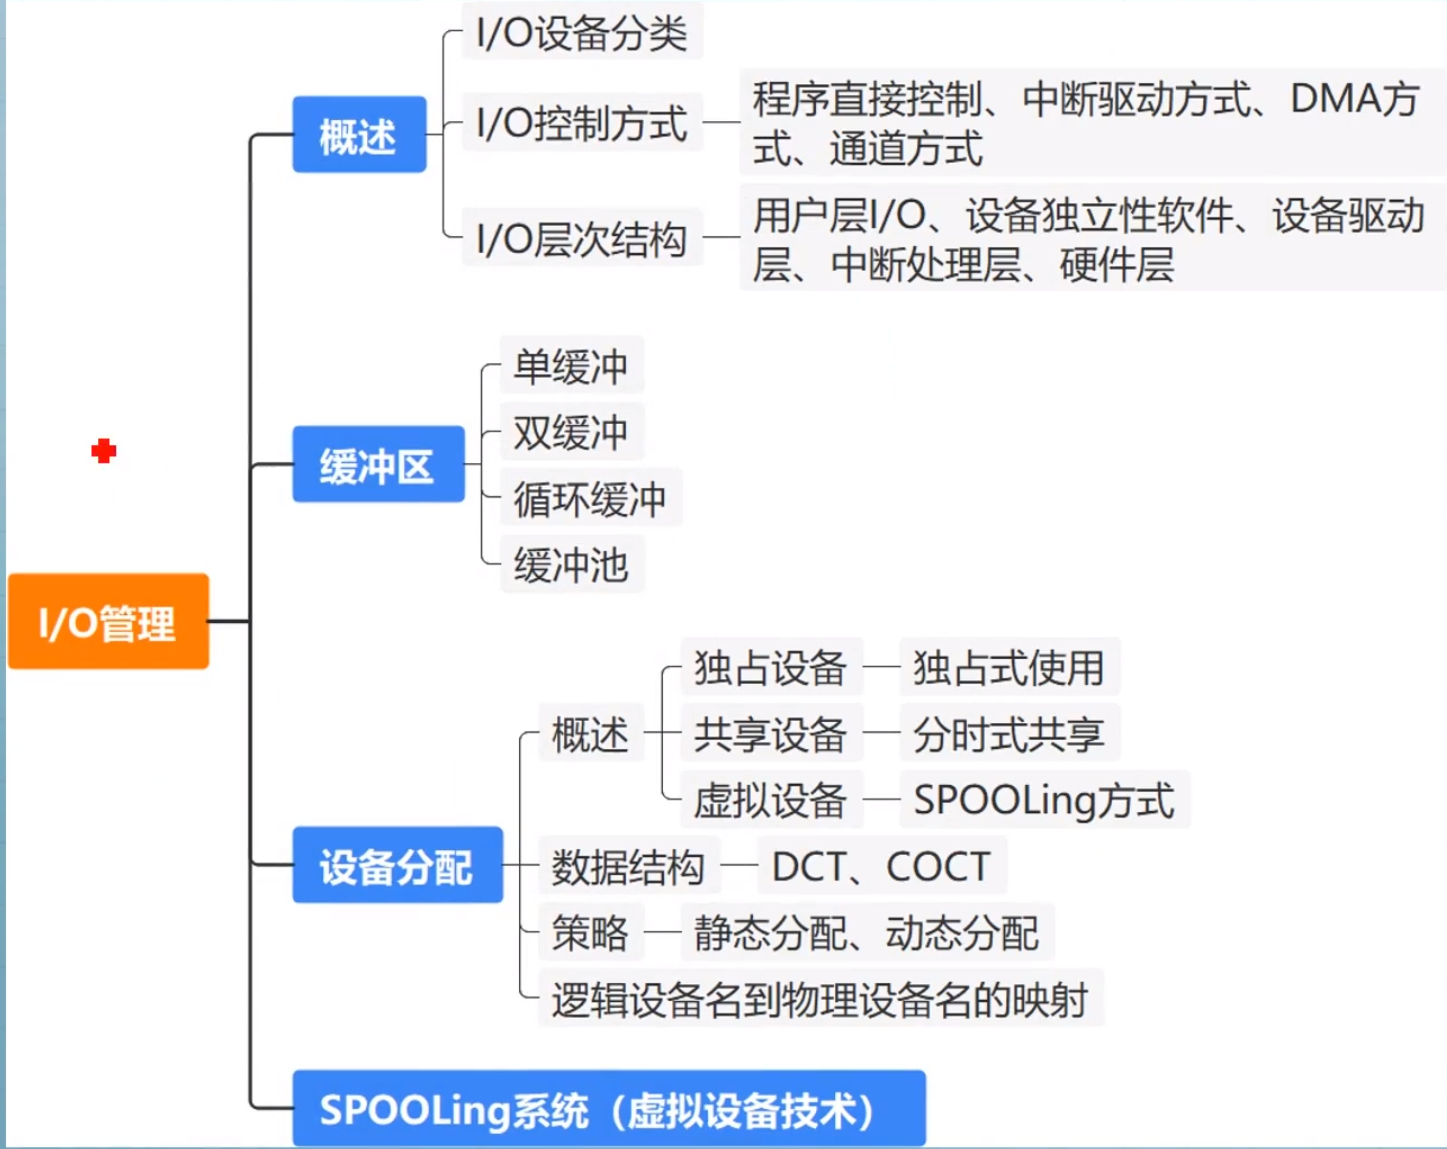 I/O管理
概述
I/O设备分类
I/O控制方式
程序直接控制、中断驱动方式、DMA方
式、通道方式
I/O层次结构
用户层I/O、设备独立性软件、设备驱动
层、中断处理层、硬件层
缓冲区
单缓冲
双缓冲
循环缓冲
缓冲池
设备分配
概述
独占设备
独占式使用
共享设备
分时式共享
虚拟设备
SPOOLing方式
数据结构
DCT、COCT
策略
静态分配、动态分配
逻辑设备名到物理设备名的映射
SPOOLing系统（虚拟设备技术）